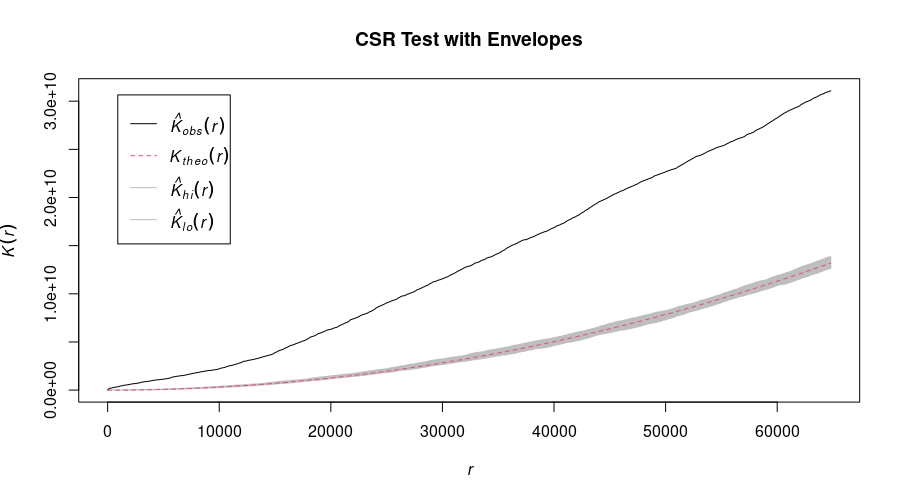 CSR Test with Envelopes
K̂obs(r)
Ktheo(r)
K̂hi(r)
K̂lo(r)
K(r)
3.0e+10
2.0e+10
1.0e+10
0.0e+00
0 10000 20000 30000 40000 50000 60000
r